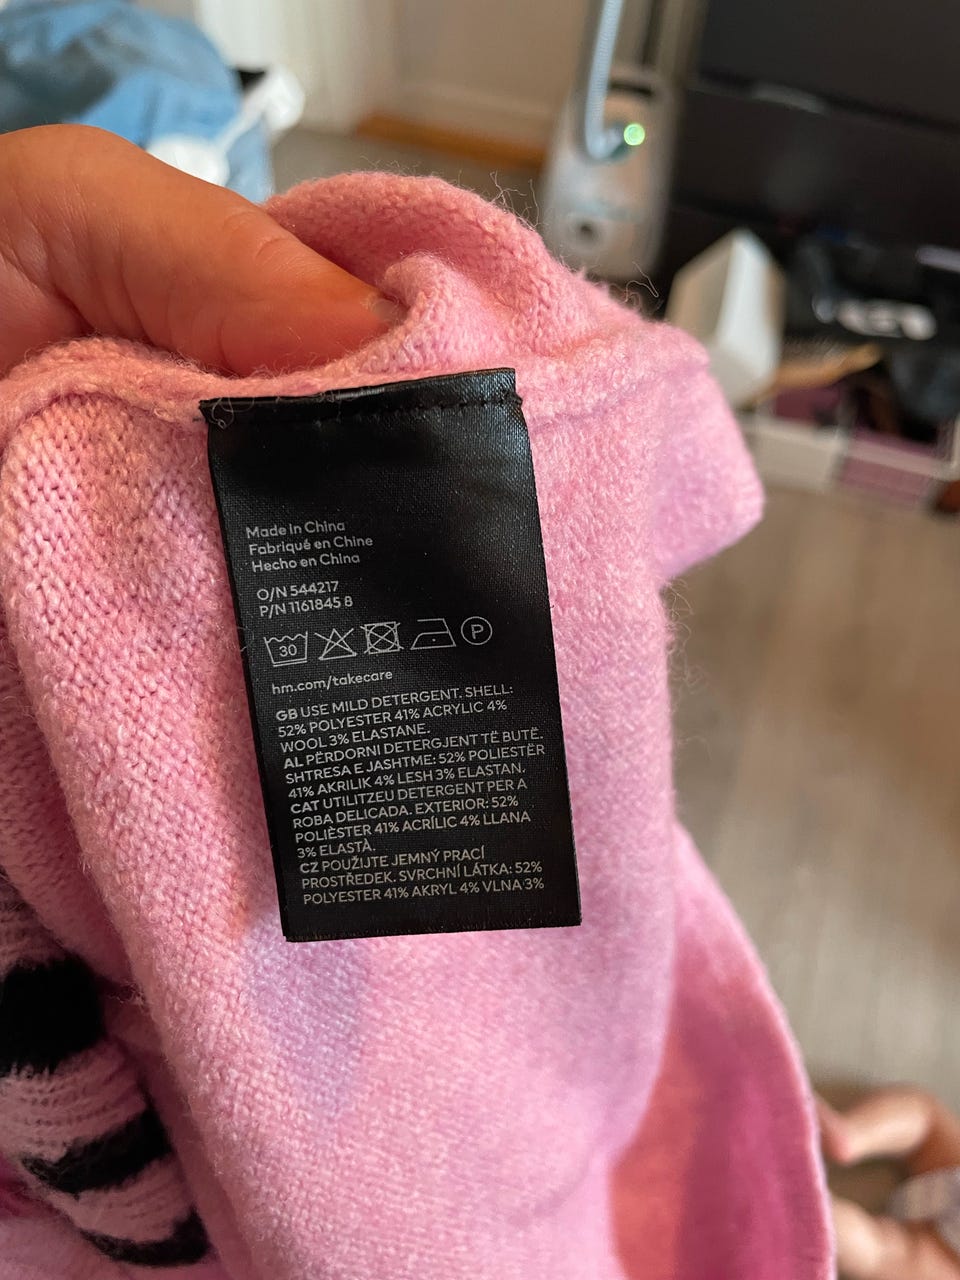 Made in China
Fabriqué en Chine
Hecho en China
O/N 544217
P/N 1161845 8
30 P
hm.com/takecare
GB USE MILD DETERGENT. SHELL:
52% POLYESTER 41% ACRYLIC 4%
WOOL 3% ELASTANE.
AL PËRDORNI DETERGJENT TË BUTË.
SHTRESA E JASHTME: 52% POLIESTËR
41% AKRILIK 4% LESH 3% ELASTAN.
CAT UTILITZEU DETERGENT PER A
ROBA DELICADA. EXTERIOR: 52%
POLIÈSTER 41% ACRÍLIC 4% LLANA
3% ELASTÀ.
CZ POUŽIJTE JEMNÝ PRACÍ
PROSTŘEDEK. SVRCHNÍ LÁTKA: 52%
POLYESTER 41% AKRYL 4% VLNA 3%